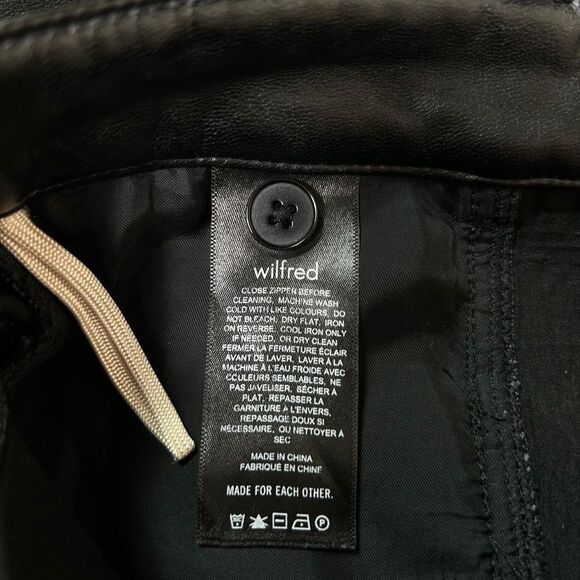 wilfred
CLOSE ZIPPER BEFORE
CLEANING, MACHINE WASH
COLD WITH LIKE COLOURS, DO
NOT BLEACH, DRY FLAT, IRON
ON REVERSE. COOL IRON ONLY
IF NEEDED, OR DRY CLEAN
FERMER LA FERMETURE ÉCLAIR
AVANT DE LAVER, LAVER À LA
MACHINE À L'EAU FROIDE AVEC
COULEURS SEMBLABLES, NE
PAS JAVELISER, SÉCHER À
PLAT, REPASSER LA
GARNITURE À L'ENVERS,
REPASSAGE DOUX SI
NÉCESSAIRE, OU NETTOYER À
SEC
MADE IN CHINA
FABRIQUÉ EN CHINE
MADE FOR EACH OTHER.
P